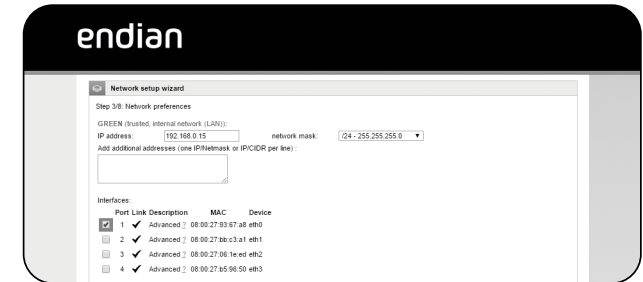 endian
Network setup wizard
Step 3/8: Network preferences
GREEN (trusted, internal network (LAN)):
IP address: 192.168.0.15 network mask: /24 - 255.255.255.0
Add additional addresses (one IP/Netmask or IP/CIDR per line) :
Interfaces:
Port Link Description MAC Device
1 Advanced ? 08:00:27:93:67:a8 eth0
2 Advanced ? 08:00:27:bb:c3:a1 eth1
3 Advanced ? 08:00:27:06:1e:ed eth2
4 Advanced ? 08:00:27:b5:96:50 eth3